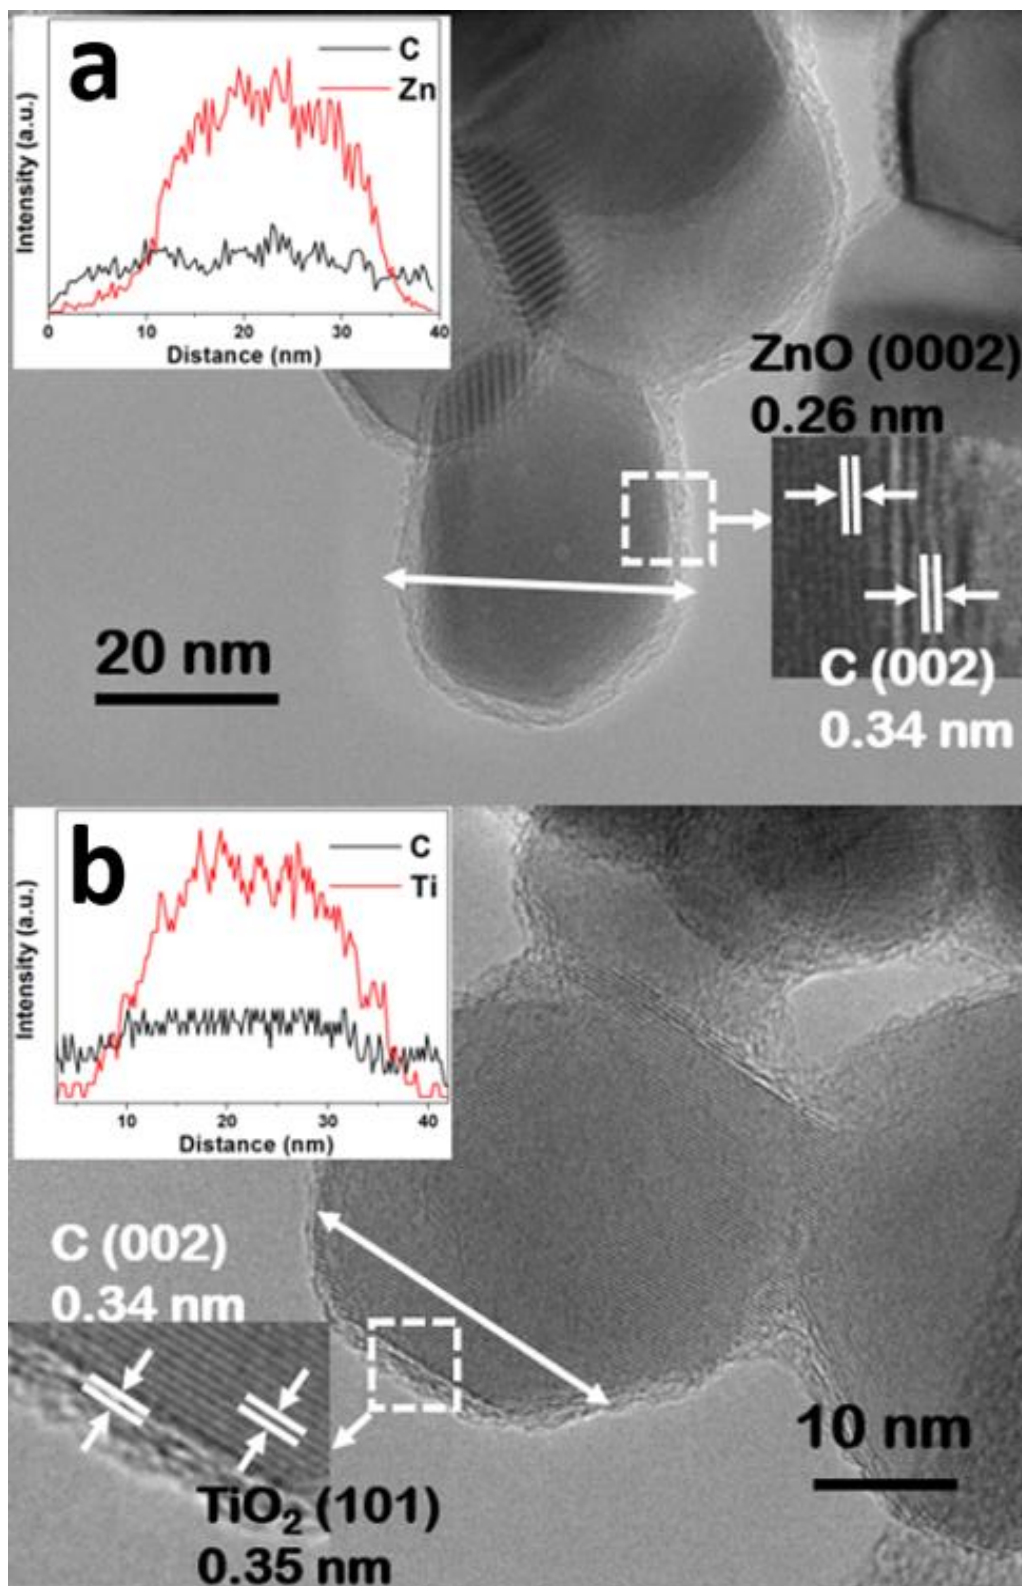 a
C
Zn
Intensity (a.u.)
0 10 20 30 40
Distance (nm)
ZnO (0002)
0.26 nm
20 nm
C (002)
0.34 nm
b
C
Ti
Intensity (a.u.)
10 20 30 40
Distance (nm)
C (002)
0.34 nm
10 nm
TiO₂ (101)
0.35 nm